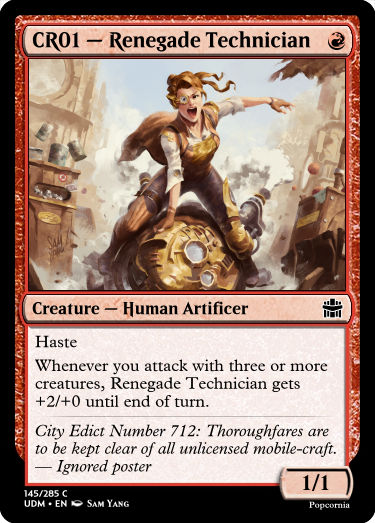 CR01 — Renegade Technician
Creature — Human Artificer
Haste
Whenever you attack with three or more
creatures, Renegade Technician gets
+2/+0 until end of turn.
City Edict Number 712: Thoroughfares are
to be kept clear of all unlicensed mobile-craft.
— Ignored poster
1/1
145/285 C
UDM • EN Sam Yang
Popcornia